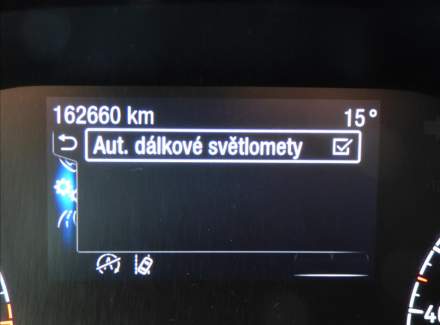 162660 km 15°
Aut. dálkové světlomety